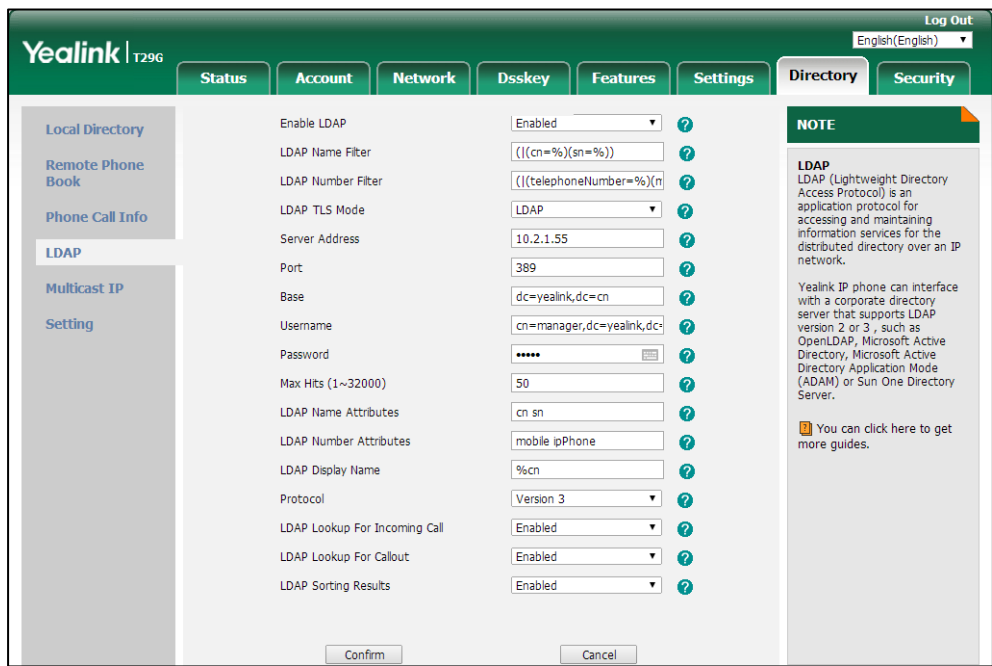 Log Out
English(English)
Yealink T29G
Status Account Network Dsskey Features Settings Directory Security
Local Directory
Remote Phone
Book
Phone Call Info
LDAP
Multicast IP
Setting
Enable LDAP Enabled
LDAP Name Filter (|(cn=%)(sn=%))
LDAP Number Filter (|(telephoneNumber=%)(m
LDAP TLS Mode LDAP
Server Address 10.2.1.55
Port 389
Base dc=yealink,dc=cn
Username cn=manager,dc=yealink,dc=
Password •••••
Max Hits (1~32000) 50
LDAP Name Attributes cn sn
LDAP Number Attributes mobile ipPhone
LDAP Display Name %cn
Protocol Version 3
LDAP Lookup For Incoming Call Enabled
LDAP Lookup For Callout Enabled
LDAP Sorting Results Enabled
Confirm Cancel
NOTE
LDAP
LDAP (Lightweight Directory
Access Protocol) is an
application protocol for
accessing and maintaining
information services for the
distributed directory over an IP
network.
Yealink IP phone can interface
with a corporate directory
server that supports LDAP
version 2 or 3 , such as
OpenLDAP, Microsoft Active
Directory, Microsoft Active
Directory Application Mode
(ADAM) or Sun One Directory
Server.
You can click here to get
more guides.